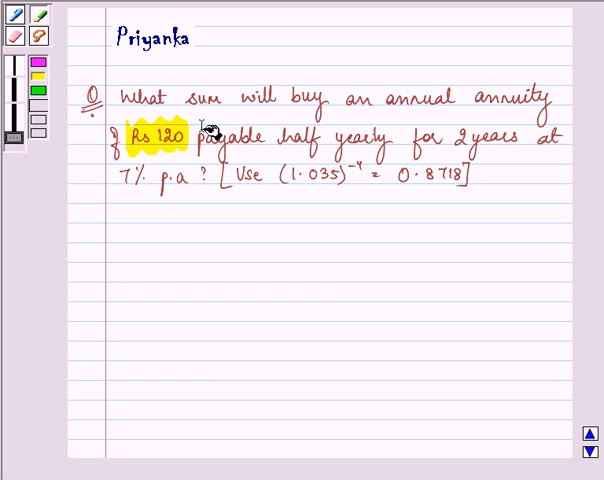 Priyanka
Q. What sum will buy an annual annuity
of Rs 120 payable half yearly for 2 years at
7% p.a ? [Use (1.035)⁻⁴ = 0.8718]